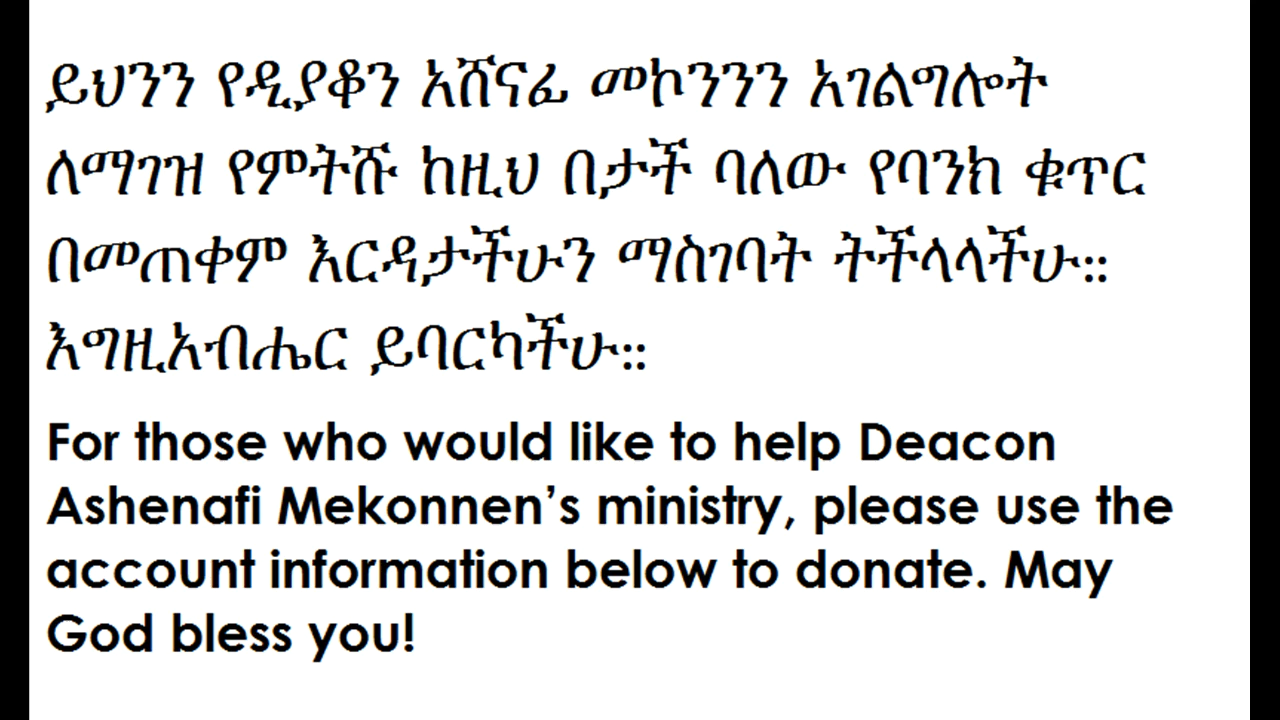 ይህንን የዲያቆን አሸናፊ መኮንንን አገልግሎት
ለማገዝ የምትሹ ከዚህ በታች ባለው የባንክ ቁጥር
በመጠቀም እርዳታችሁን ማስገባት ትችላላችሁ።
እግዚአብሔር ይባርካችሁ።
For those who would like to help Deacon
Ashenafi Mekonnen’s ministry, please use the
account information below to donate. May
God bless you!